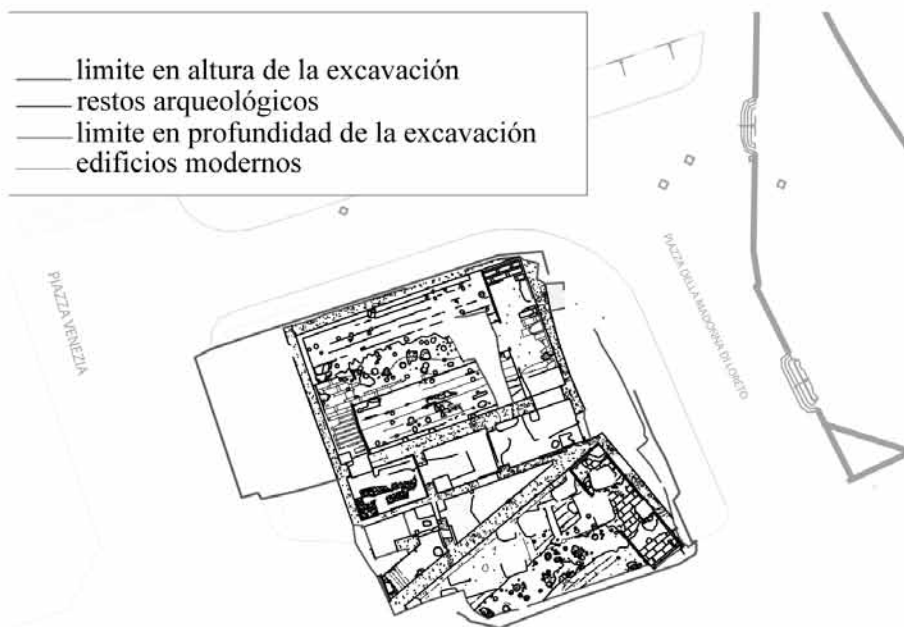 limite en altura de la excavación
restos arqueológicos
limite en profundidad de la excavación
edificios modernos
PIAZZA VENEZIA
PIAZZA DELLA MADONNA DI LORETO